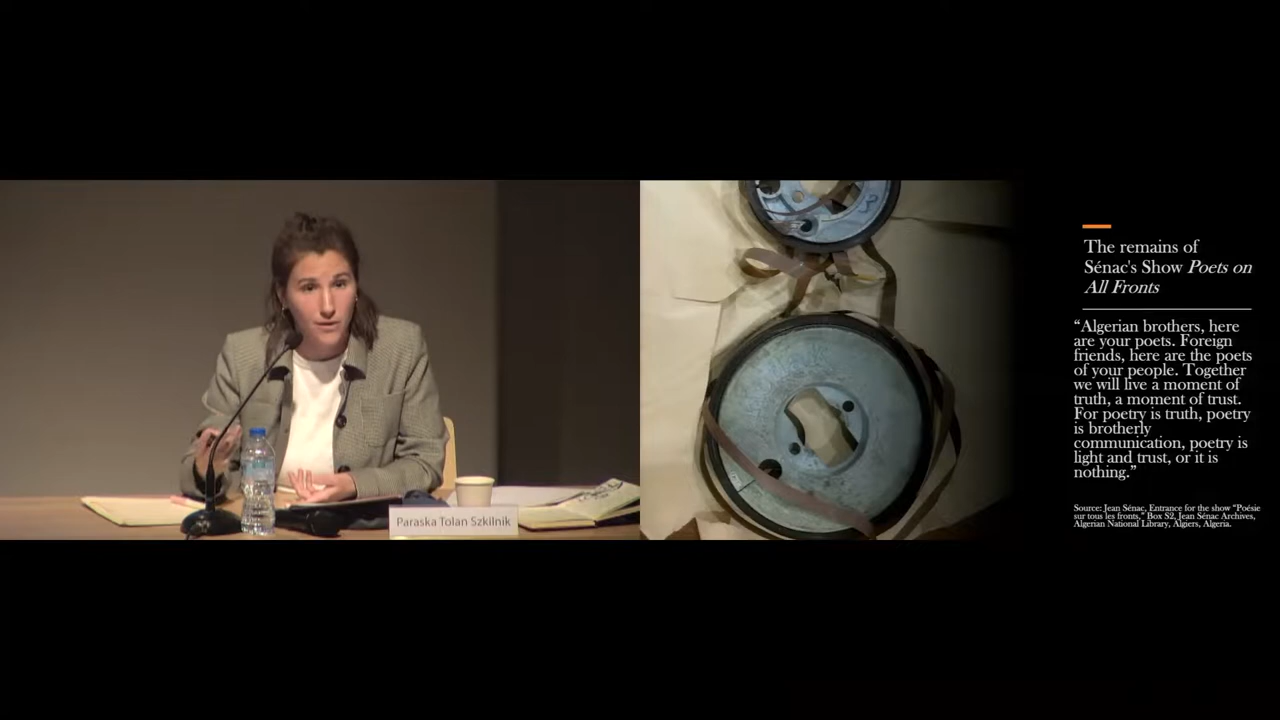 Paraska Tolan Szkilnik
The remains of
Sénac's Show Poets on
All Fronts
“Algerian brothers, here
are your poets. Foreign
friends, here are the poets
of your people. Together
we will live a moment of
truth, a moment of trust.
For poetry is truth, poetry
is brotherly
communication, poetry is
light and trust, or it is
nothing.”
Source: Jean Sénac, Entrance for the show “Poésie
sur tous les fronts,” Box S2, Jean Sénac Archives,
Algerian National Library, Algiers, Algeria.